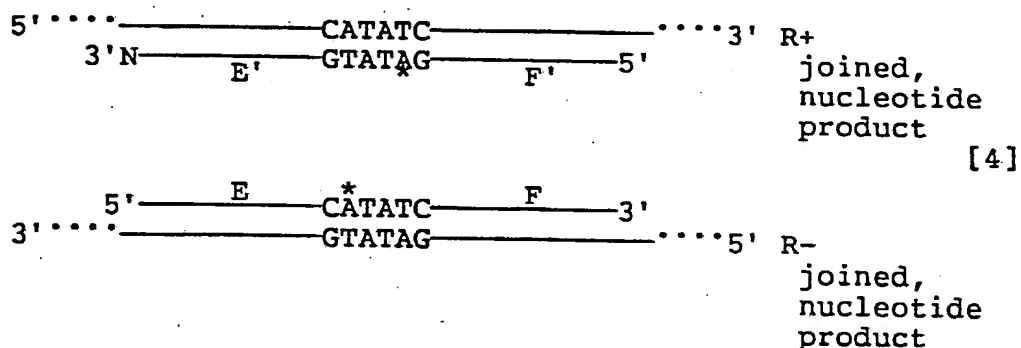 5'····CATATC····3' R+
3'N GTATAG 5' joined,
E' * F'
nucleotide
product
[4]
E * F
5' CATATC 3'
3'····GTATAG····5' R-
joined,
nucleotide
product